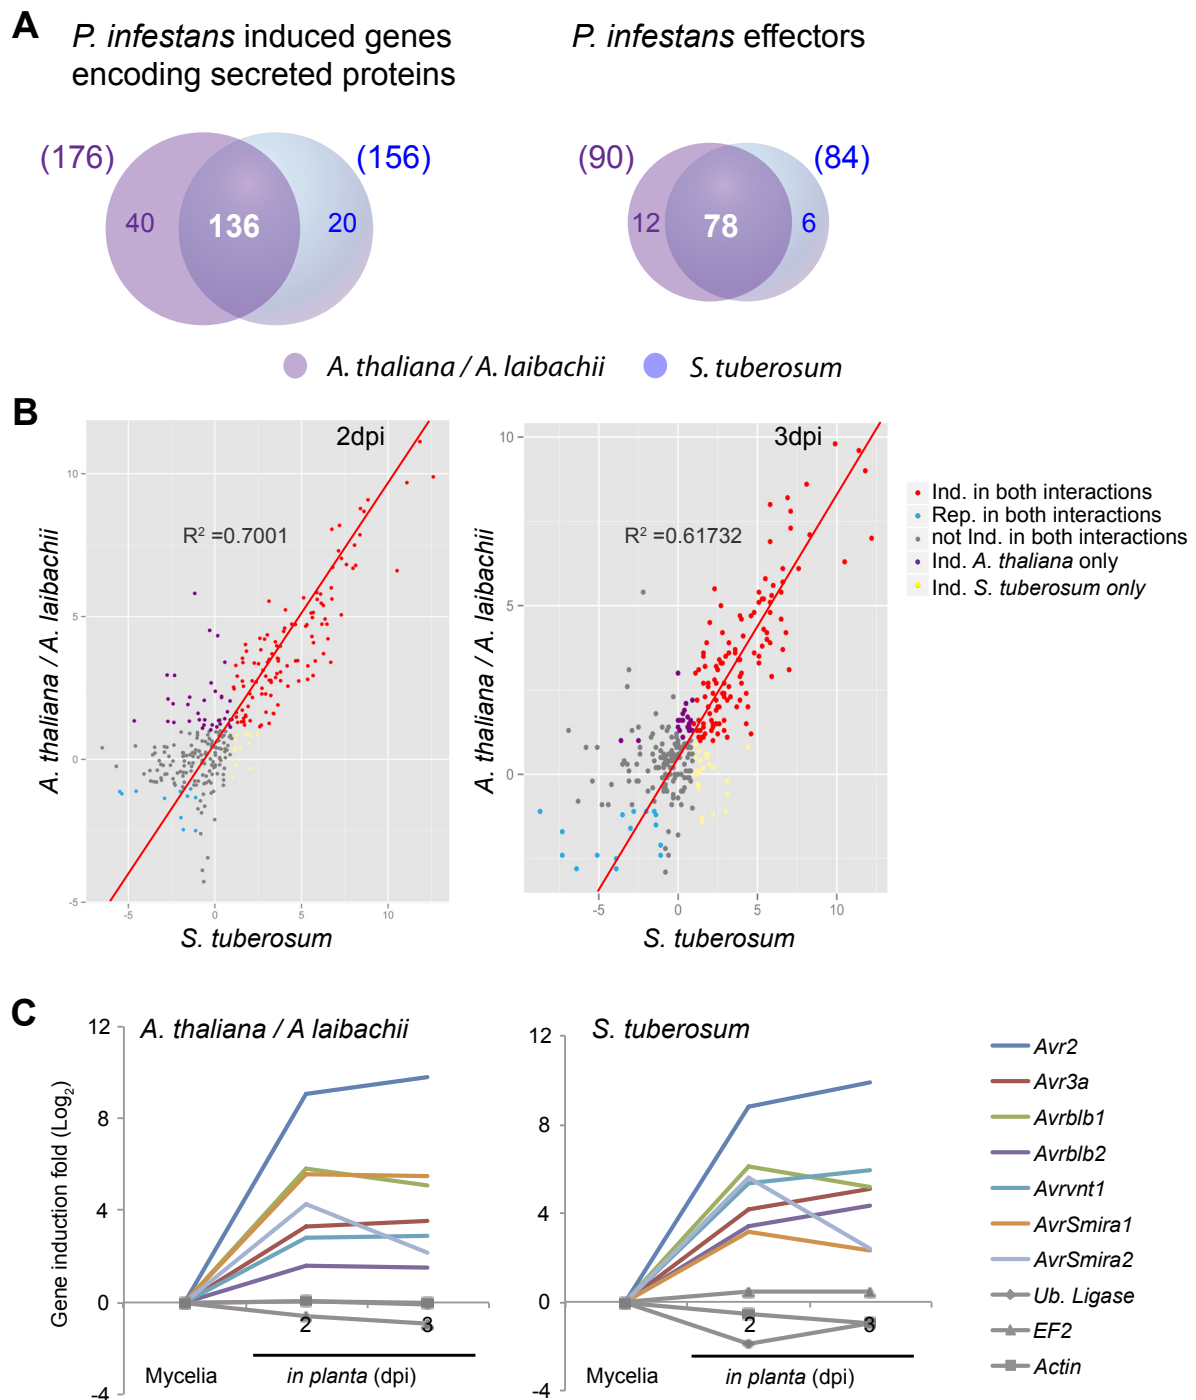 A
P. infestans induced genes
encoding secreted proteins
P. infestans effectors
(176)
(156)
40
136
20
(90)
(84)
12
78
6
A. thaliana / A. laibachii
S. tuberosum
B
2dpi
R² =0.7001
10
5
0
-5
-5
0
5
10
A. thaliana / A. laibachii
S. tuberosum
3dpi
R² =0.61732
10
5
0
-5
0
5
10
A. thaliana / A. laibachii
S. tuberosum
Ind. in both interactions
Rep. in both interactions
not Ind. in both interactions
Ind. A. thaliana only
Ind. S. tuberosum only
C
A. thaliana / A laibachii
Gene induction fold (Log₂)
12
8
4
0
-4
2
3
Mycelia
in planta (dpi)
S. tuberosum
12
8
4
0
-4
2
3
Mycelia
in planta (dpi)
Avr2
Avr3a
Avrblb1
Avrblb2
Avrvnt1
AvrSmira1
AvrSmira2
Ub. Ligase
EF2
Actin